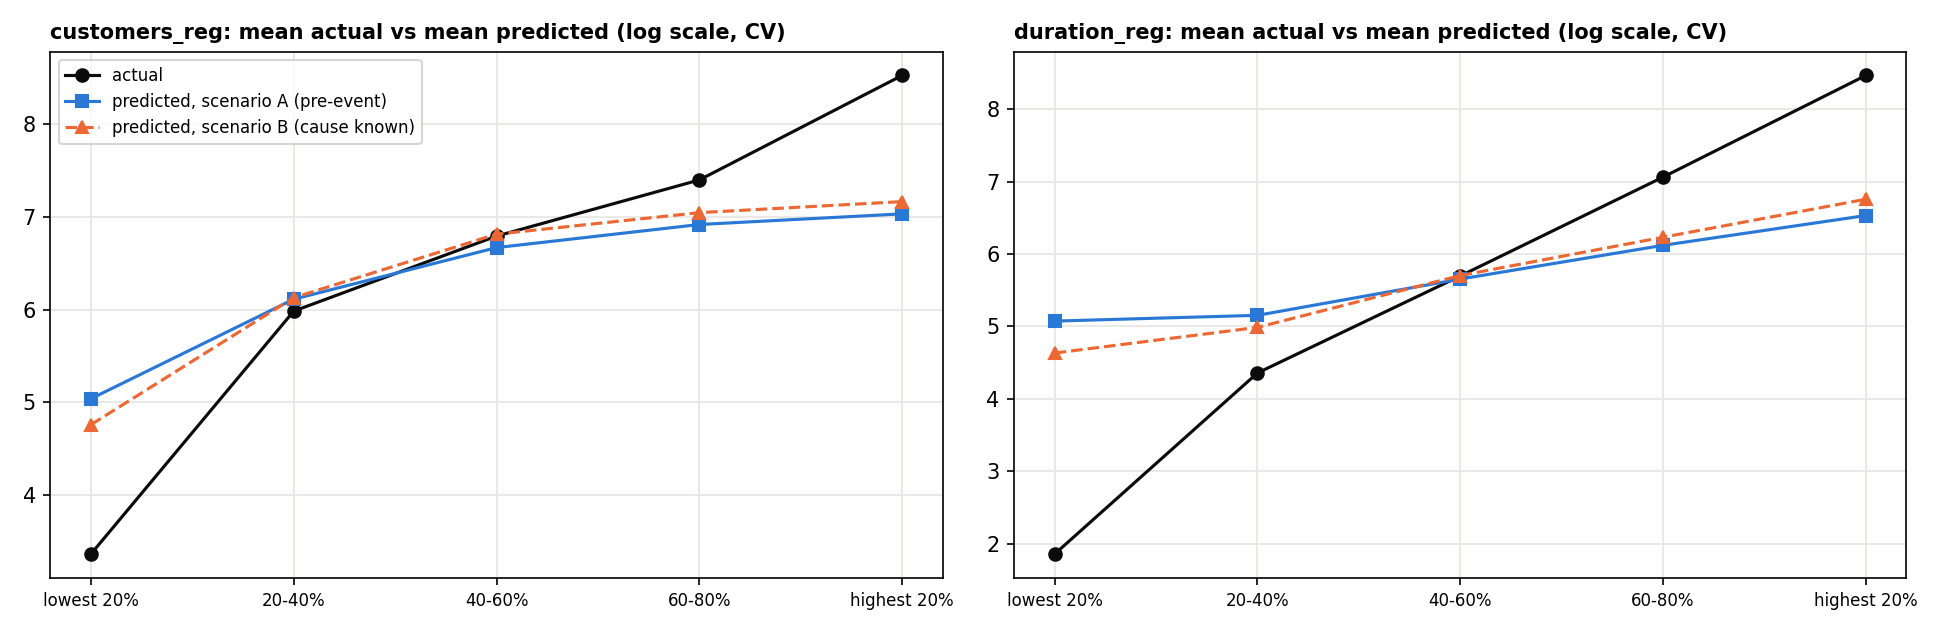 customers_reg: mean actual vs mean predicted (log scale, CV)
actual
predicted, scenario A (pre-event)
predicted, scenario B (cause known)
8
7
6
5
4
lowest 20%
20-40%
40-60%
60-80%
highest 20%
duration_reg: mean actual vs mean predicted (log scale, CV)
8
7
6
5
4
3
2
lowest 20%
20-40%
40-60%
60-80%
highest 20%